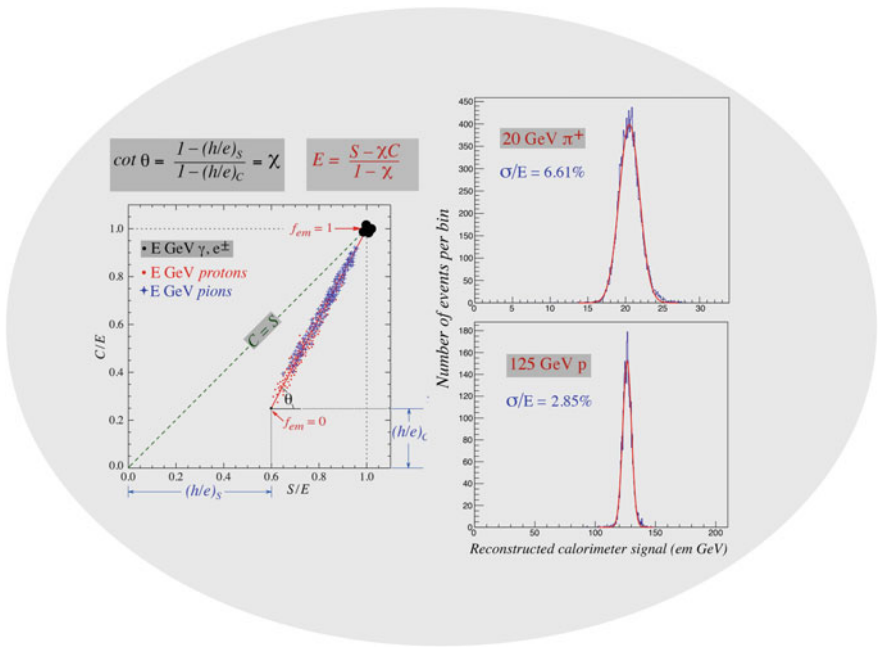 cot θ = 1 − (h/e)S / 1 − (h/e)C = χ
E = S − χC / 1 − χ
1.0
0.8
0.6
0.4
0.2
0.0
C/E
• E GeV γ, e±
• E GeV protons
+E GeV pions
fem = 1
C = S
θ
fem = 0
(h/e)C
0.0 0.2 0.4 0.6 0.8 1.0
(h/e)S
S/E
Number of events per bin
450
400
350
300
250
200
150
100
50
0
20 GeV π+
σ/E = 6.61%
0 5 10 15 20 25 30
180
160
140
120
100
80
60
40
20
0
125 GeV p
σ/E = 2.85%
0 50 100 150 200
Reconstructed calorimeter signal (em GeV)